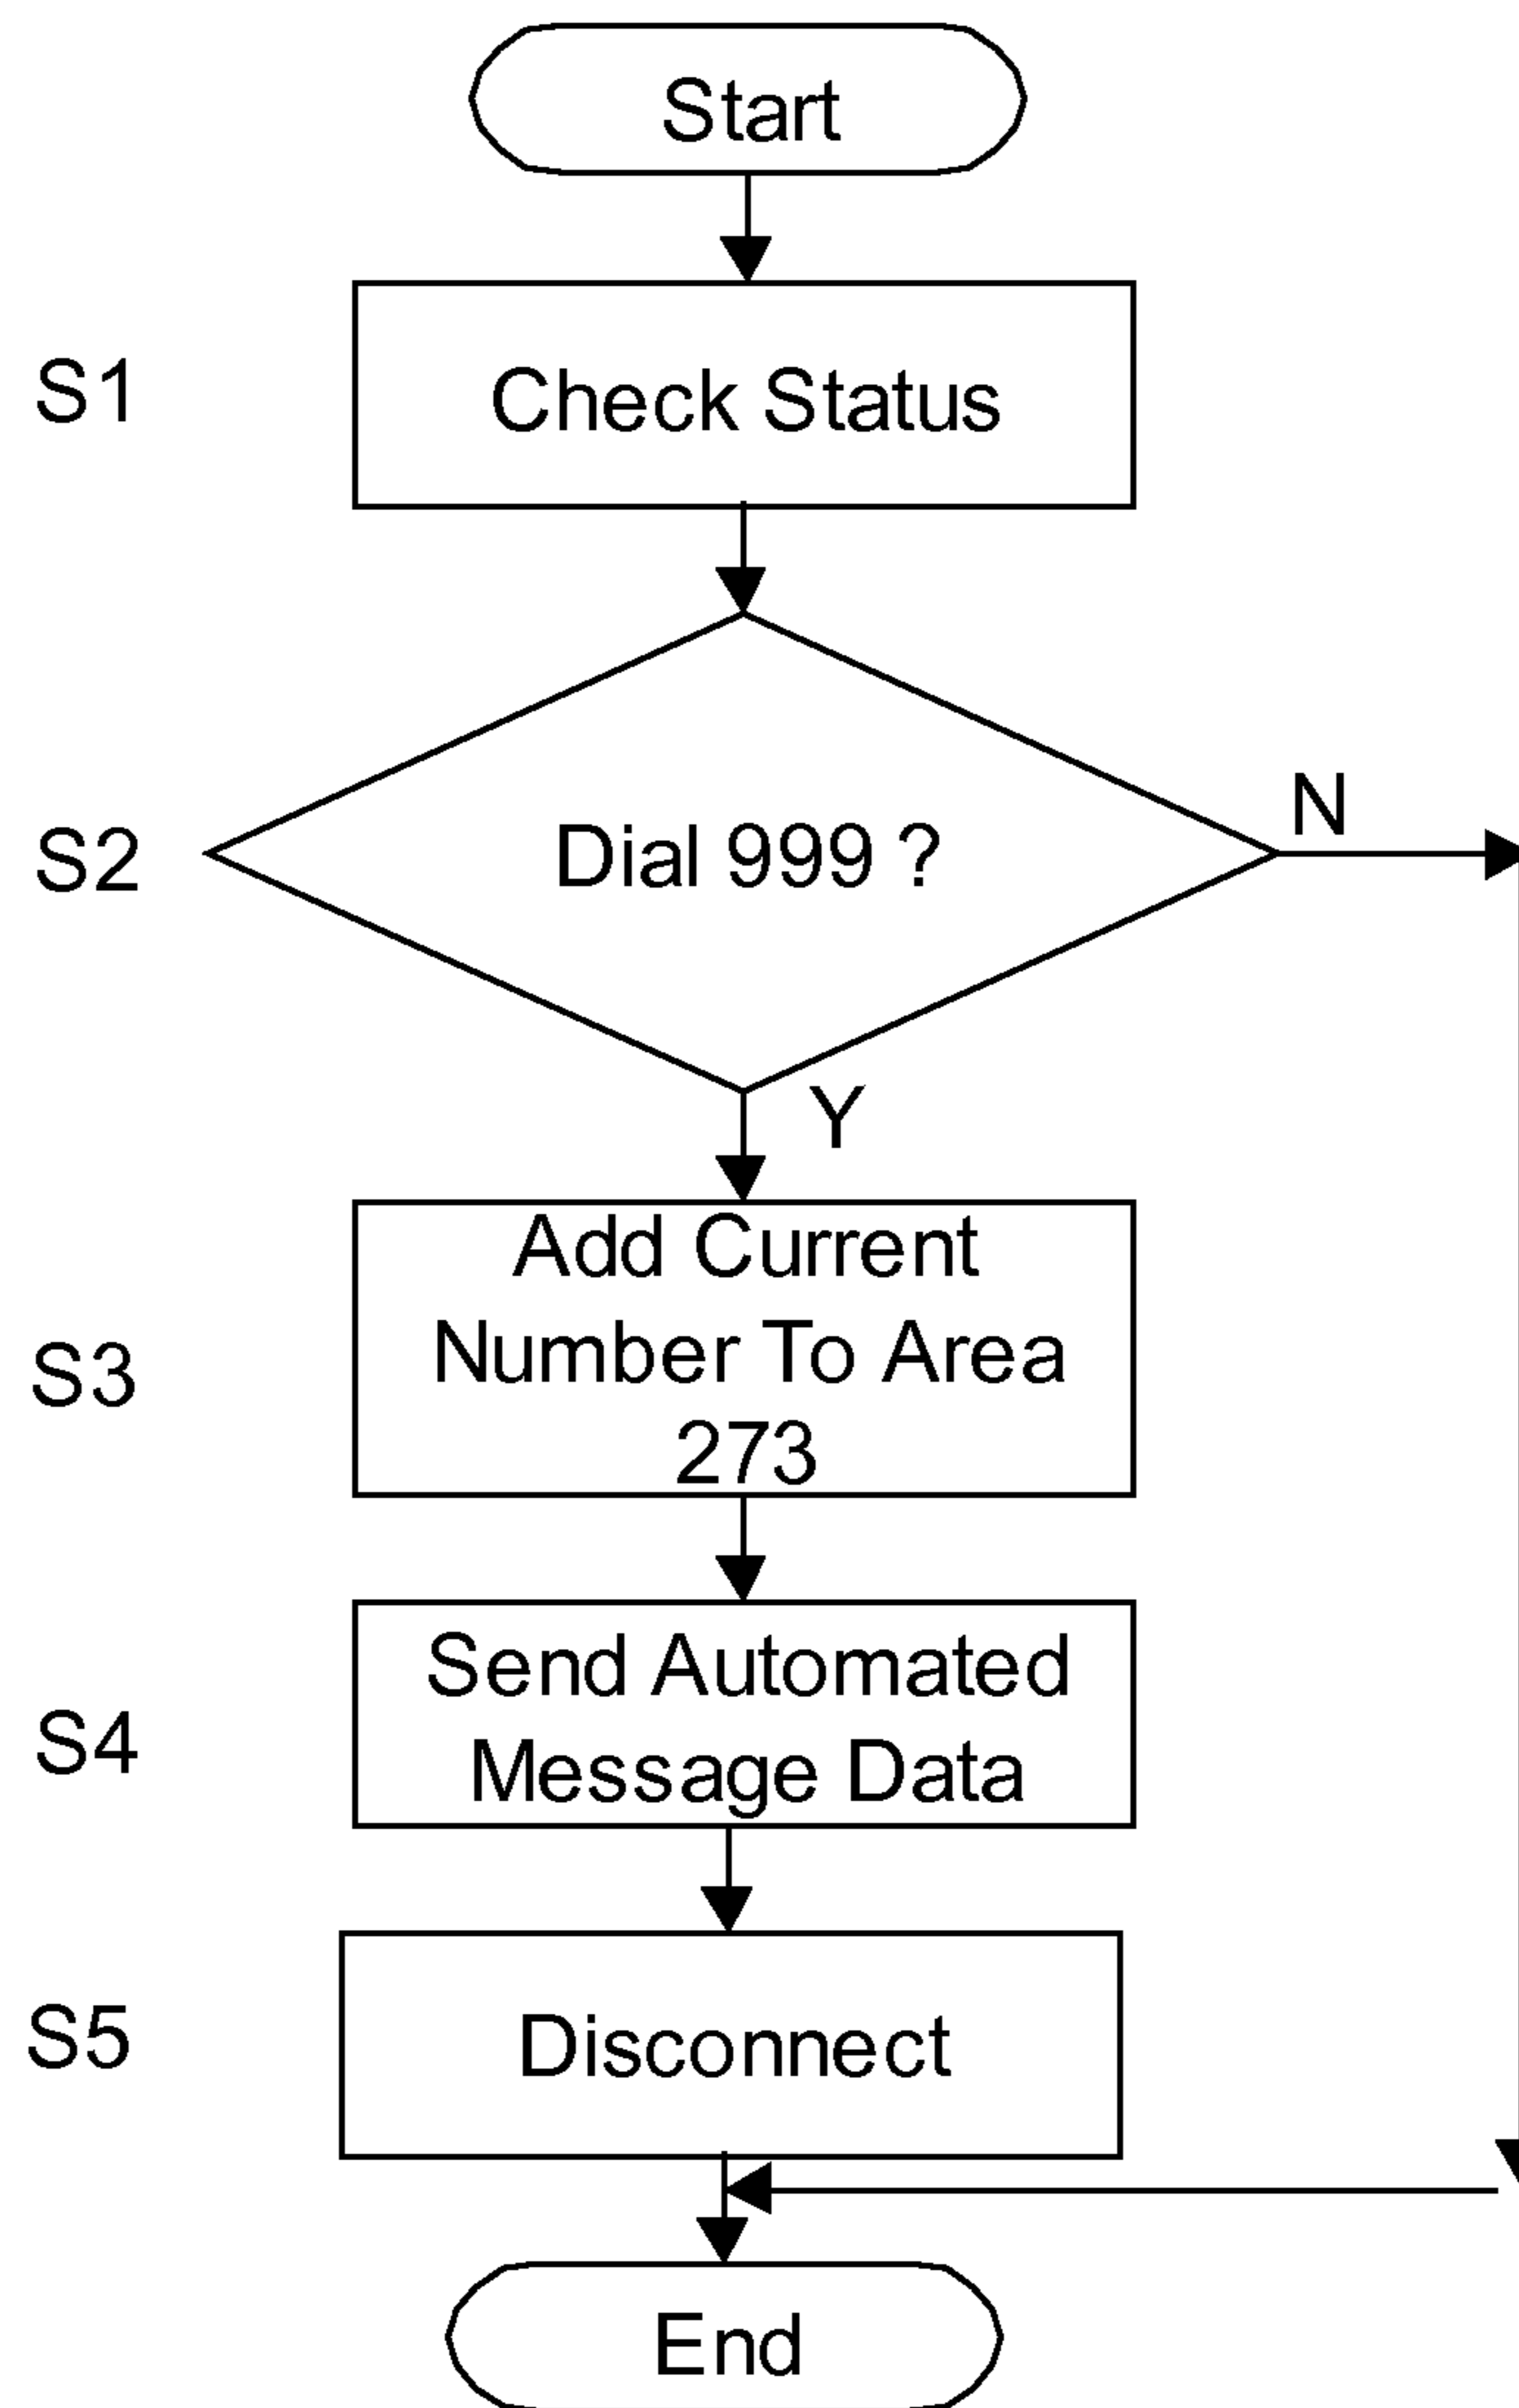 Start
S1
Check Status
S2
Dial 999 ?
N
Y
S3
Add Current
Number To Area
273
S4
Send Automated
Message Data
S5
Disconnect
End